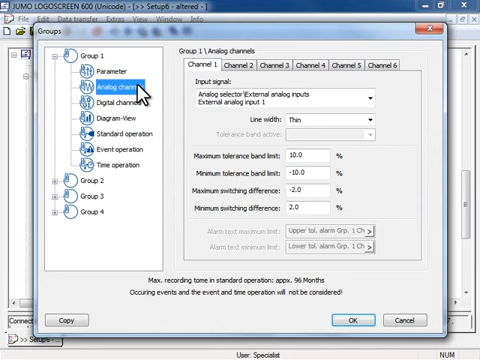 JUMO LOGOSCREEN 600 (Unicode) - [>> Setup6 - altered]
File Edit Data transfer Extras View Window Info
Groups
Group 1
Parameter
Analog channels
Digital channels
Diagram-View
Standard operation
Event operation
Time operation
Group 2
Group 3
Group 4
Group 1 \ Analog channels
Channel 1 Channel 2 Channel 3 Channel 4 Channel 5 Channel 6
Input signal:
Analog selector\External analog inputs
External analog input 1
Line width: Thin
Tolerance band active:
Maximum tolerance band limit: 10.0 %
Minimum tolerance band limit: -10.0 %
Maximum switching difference: -2.0 %
Minimum switching difference: 2.0 %
Alarm text maximum limit: Upper tol. alarm Grp. 1 Ch >
Alarm text minimum limit: Lower tol. alarm Grp. 1 Ch >
Max. recording tome in standard operation: appx. 96 Months
Occuring events and the event and time operation will not be considered!
Copy OK Cancel
Connec
>> Setup6 -
User: Specialist NUM